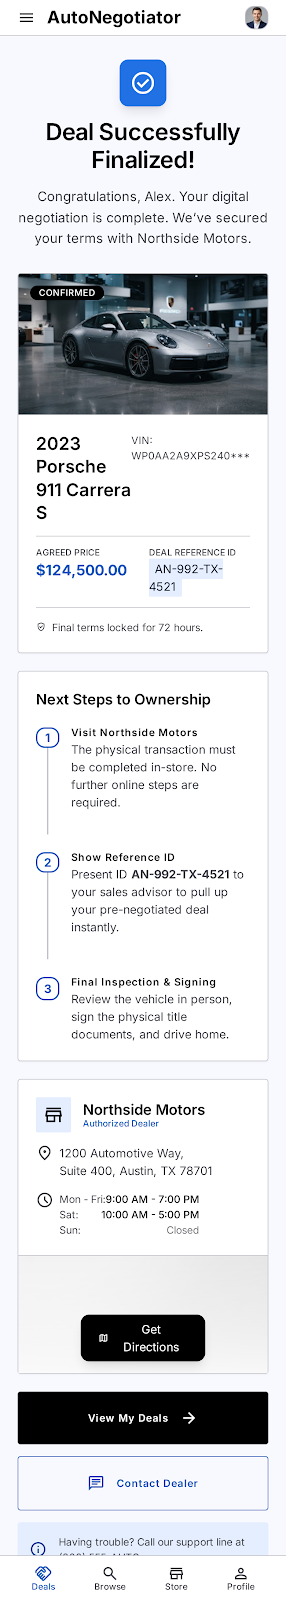 AutoNegotiator
Deal Successfully
Finalized!
Congratulations, Alex. Your digital
negotiation is complete. We've secured
your terms with Northside Motors.
CONFIRMED
2023
Porsche
911 Carrera
S
VIN:
WP0AA2A9XPS240***
AGREED PRICE
$124,500.00
DEAL REFERENCE ID
AN-992-TX-
4521
Final terms locked for 72 hours.
Next Steps to Ownership
1
Visit Northside Motors
The physical transaction must
be completed in-store. No
further online steps are
required.
2
Show Reference ID
Present ID AN-992-TX-4521 to
your sales advisor to pull up
your pre-negotiated deal
instantly.
3
Final Inspection & Signing
Review the vehicle in person,
sign the physical title
documents, and drive home.
Northside Motors
Authorized Dealer
1200 Automotive Way,
Suite 400, Austin, TX 78701
Mon - Fri:9:00 AM - 7:00 PM
Sat: 10:00 AM - 5:00 PM
Sun: Closed
Get
Directions
View My Deals
Contact Dealer
Having trouble? Call our support line at
Deals
Browse
Store
Profile